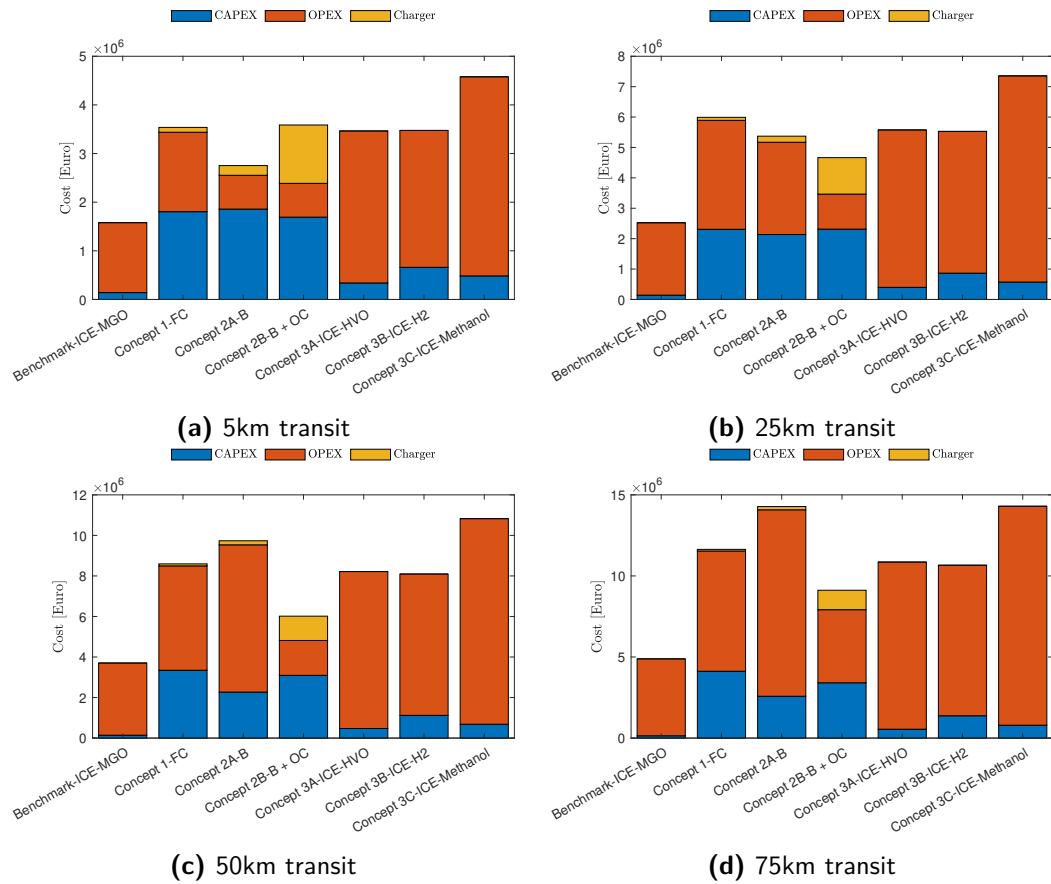 CAPEX OPEX Charger
×10^6
5
4
3
2
1
0
Cost [Euro]
Benchmark-ICE-MGO
Concept 1-FC
Concept 2A-B
Concept 2B-B + OC
Concept 3A-ICE-HVO
Concept 3B-ICE-H2
Concept 3C-ICE-Methanol
(a) 5km transit
CAPEX OPEX Charger
×10^6
8
7
6
5
4
3
2
1
0
Cost [Euro]
Benchmark-ICE-MGO
Concept 1-FC
Concept 2A-B
Concept 2B-B + OC
Concept 3A-ICE-HVO
Concept 3B-ICE-H2
Concept 3C-ICE-Methanol
(b) 25km transit
CAPEX OPEX Charger
×10^6
12
10
8
6
4
2
0
Cost [Euro]
Benchmark-ICE-MGO
Concept 1-FC
Concept 2A-B
Concept 2B-B + OC
Concept 3A-ICE-HVO
Concept 3B-ICE-H2
Concept 3C-ICE-Methanol
(c) 50km transit
CAPEX OPEX Charger
×10^6
15
10
5
0
Cost [Euro]
Benchmark-ICE-MGO
Concept 1-FC
Concept 2A-B
Concept 2B-B + OC
Concept 3A-ICE-HVO
Concept 3B-ICE-H2
Concept 3C-ICE-Methanol
(d) 75km transit